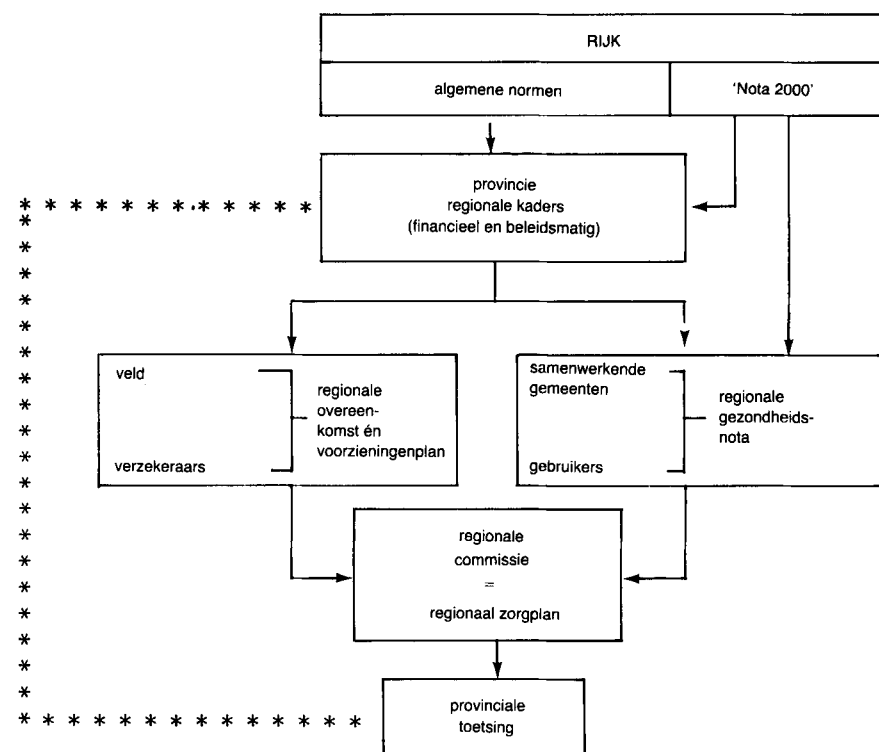 RIJK
algemene normen
'Nota 2000'
provincie
regionale kaders
(financieel en beleidsmatig)
veld
verzekeraars
regionale
overeen-
komst én
voorzieningenplan
samenwerkende
gemeenten
gebruikers
regionale
gezondheids-
nota
regionale
commissie
=
regionaal zorgplan
provinciale
toetsing